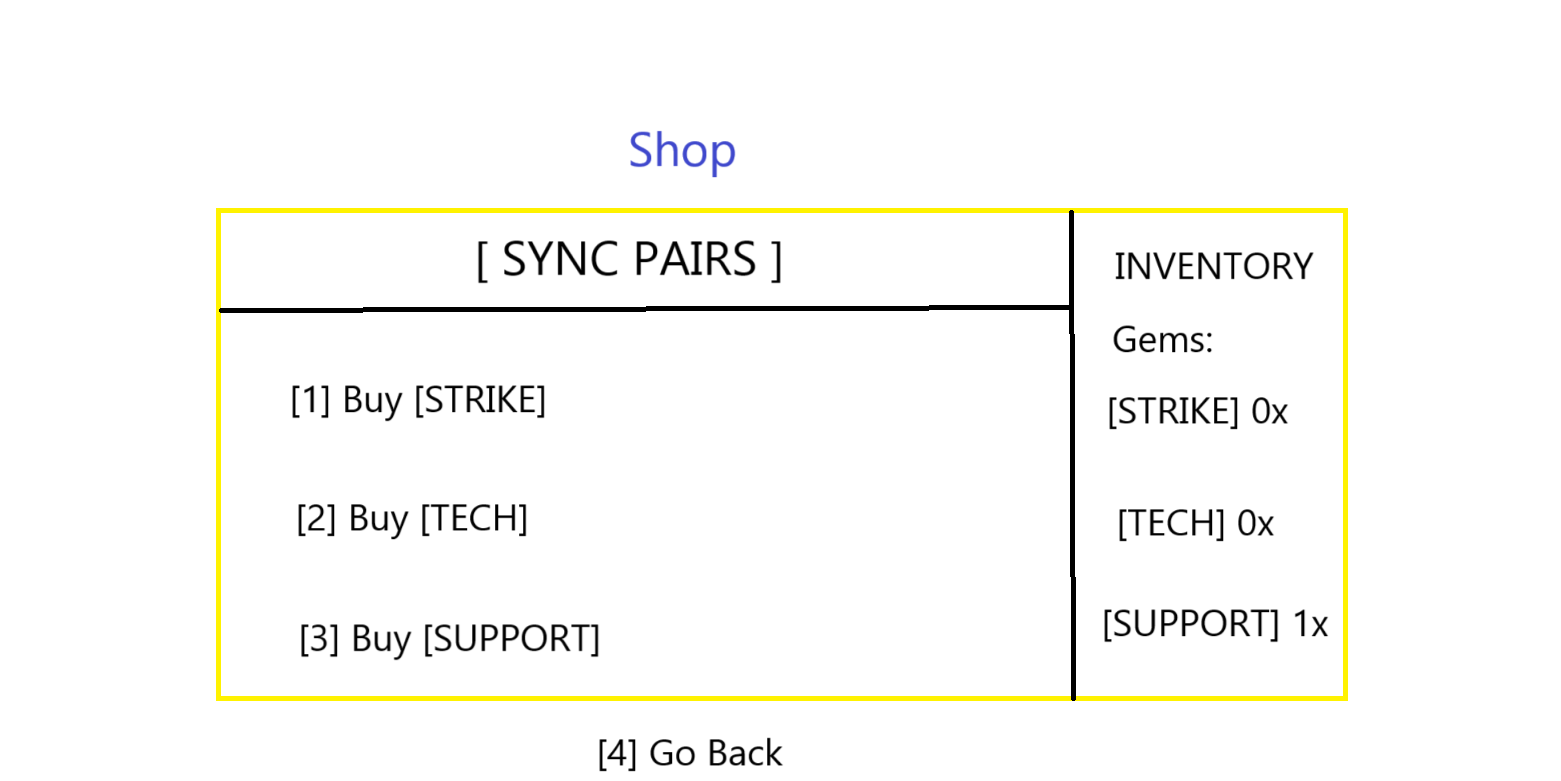 Shop
[ SYNC PAIRS ]
[1] Buy [STRIKE]
[2] Buy [TECH]
[3] Buy [SUPPORT]
INVENTORY
Gems:
[STRIKE] 0x
[TECH] 0x
[SUPPORT] 1x
[4] Go Back